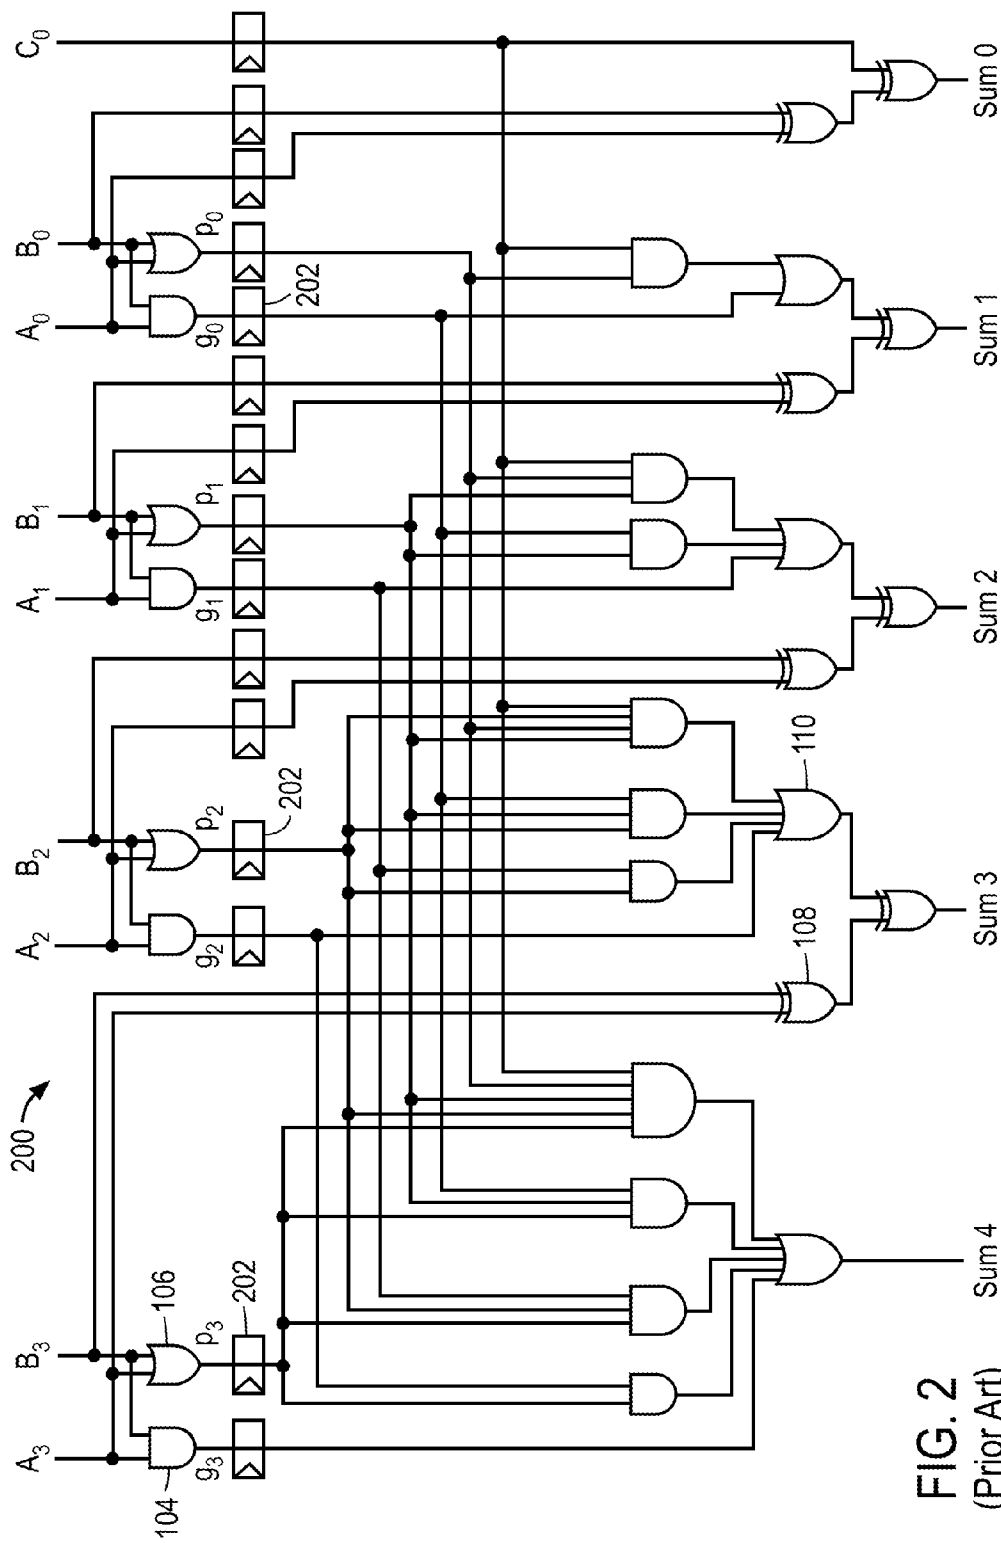 200
A₃ B₃ A₂ B₂ A₁ B₁ A₀ B₀ C₀
104
106
g₃ p₃ g₂ p₂ g₁ p₁ g₀ p₀
202
202
202
108
110
Sum 4 Sum 3 Sum 2 Sum 1 Sum 0
FIG. 2
(Prior Art)